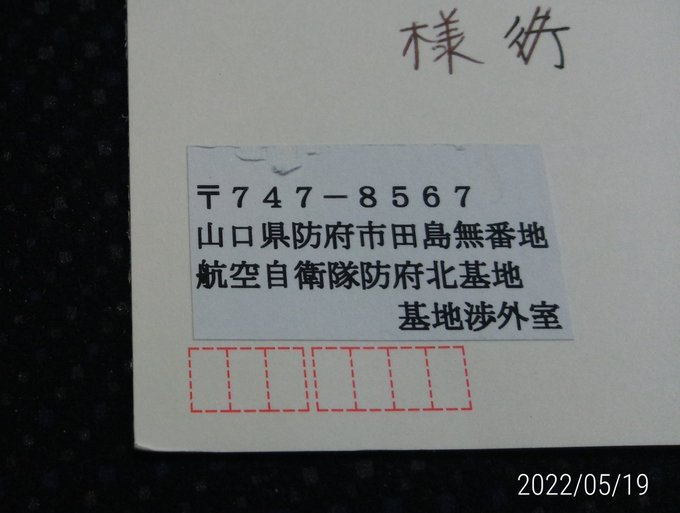 様 行
〒747－8567
山口県防府市田島無番地
航空自衛隊防府北基地
基地渉外室
2022/05/19